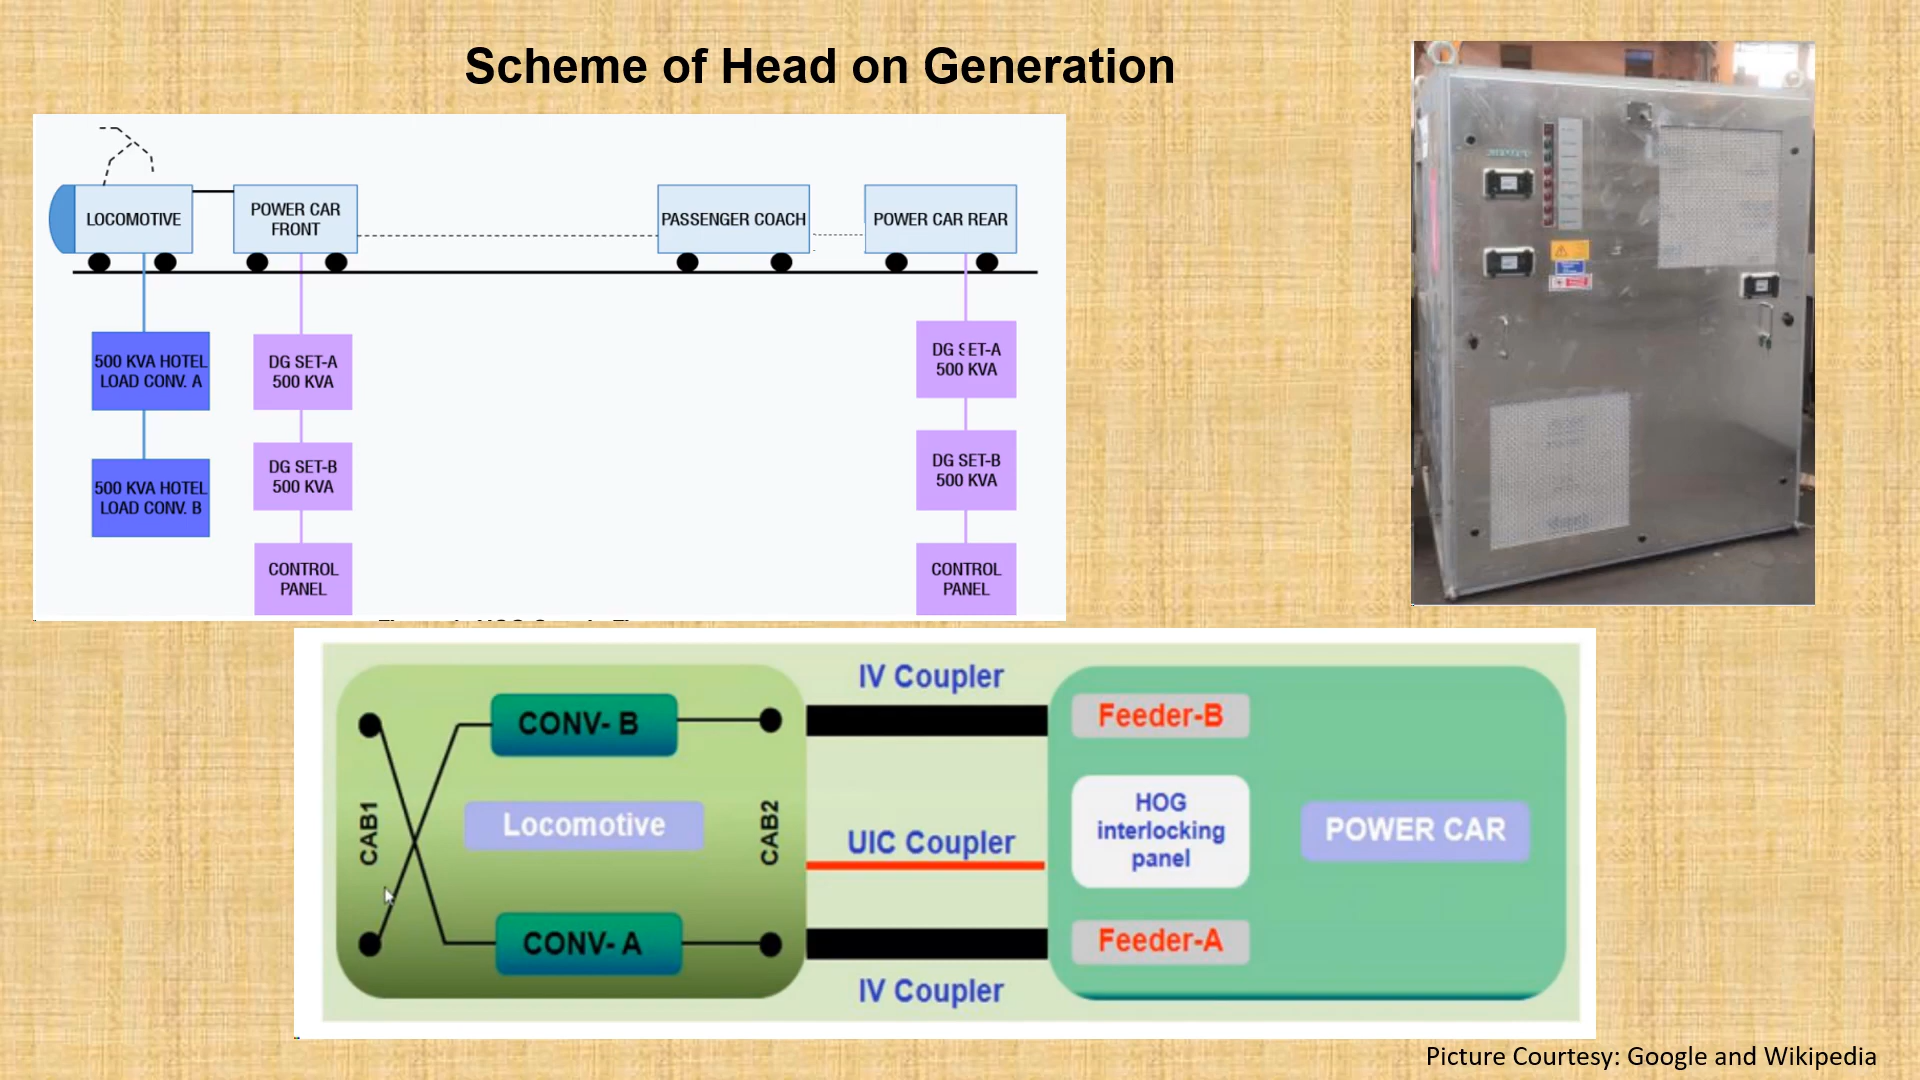 Scheme of Head on Generation
LOCOMOTIVE
POWER CAR
FRONT
PASSENGER COACH
POWER CAR REAR
500 KVA HOTEL
LOAD CONV. A
500 KVA HOTEL
LOAD CONV. B
DG SET-A
500 KVA
DG SET-B
500 KVA
CONTROL
PANEL
DG SET-A
500 KVA
DG SET-B
500 KVA
CONTROL
PANEL
IV Coupler
CONV- B
Feeder-B
CAB1
Locomotive
CAB2
UIC Coupler
HOG
interlocking
panel
POWER CAR
CONV- A
Feeder-A
IV Coupler
Picture Courtesy: Google and Wikipedia